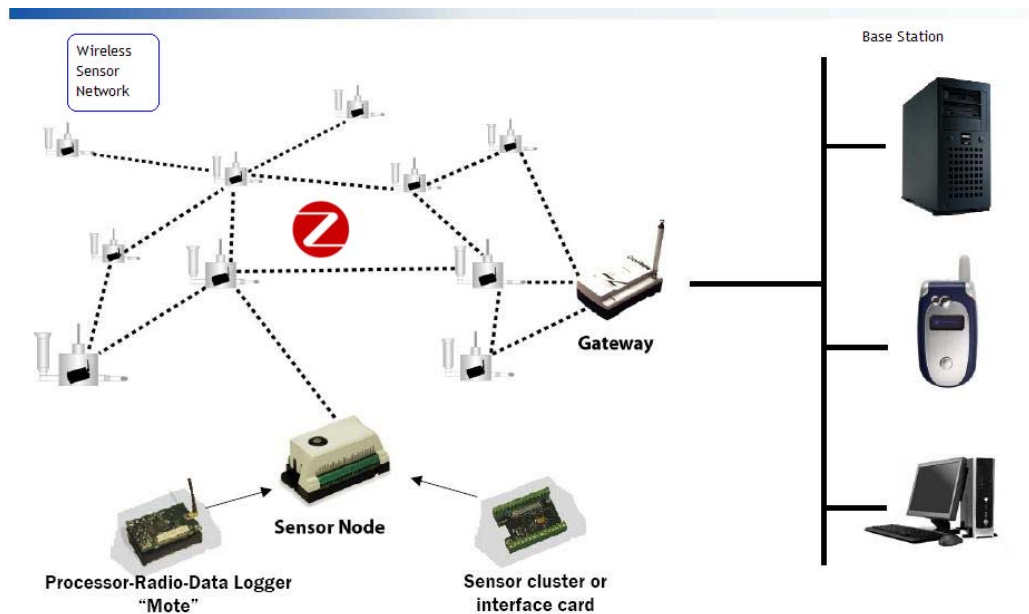 Wireless
Sensor
Network
Base Station
Gateway
Sensor Node
Processor-Radio-Data Logger
“Mote”
Sensor cluster or
interface card